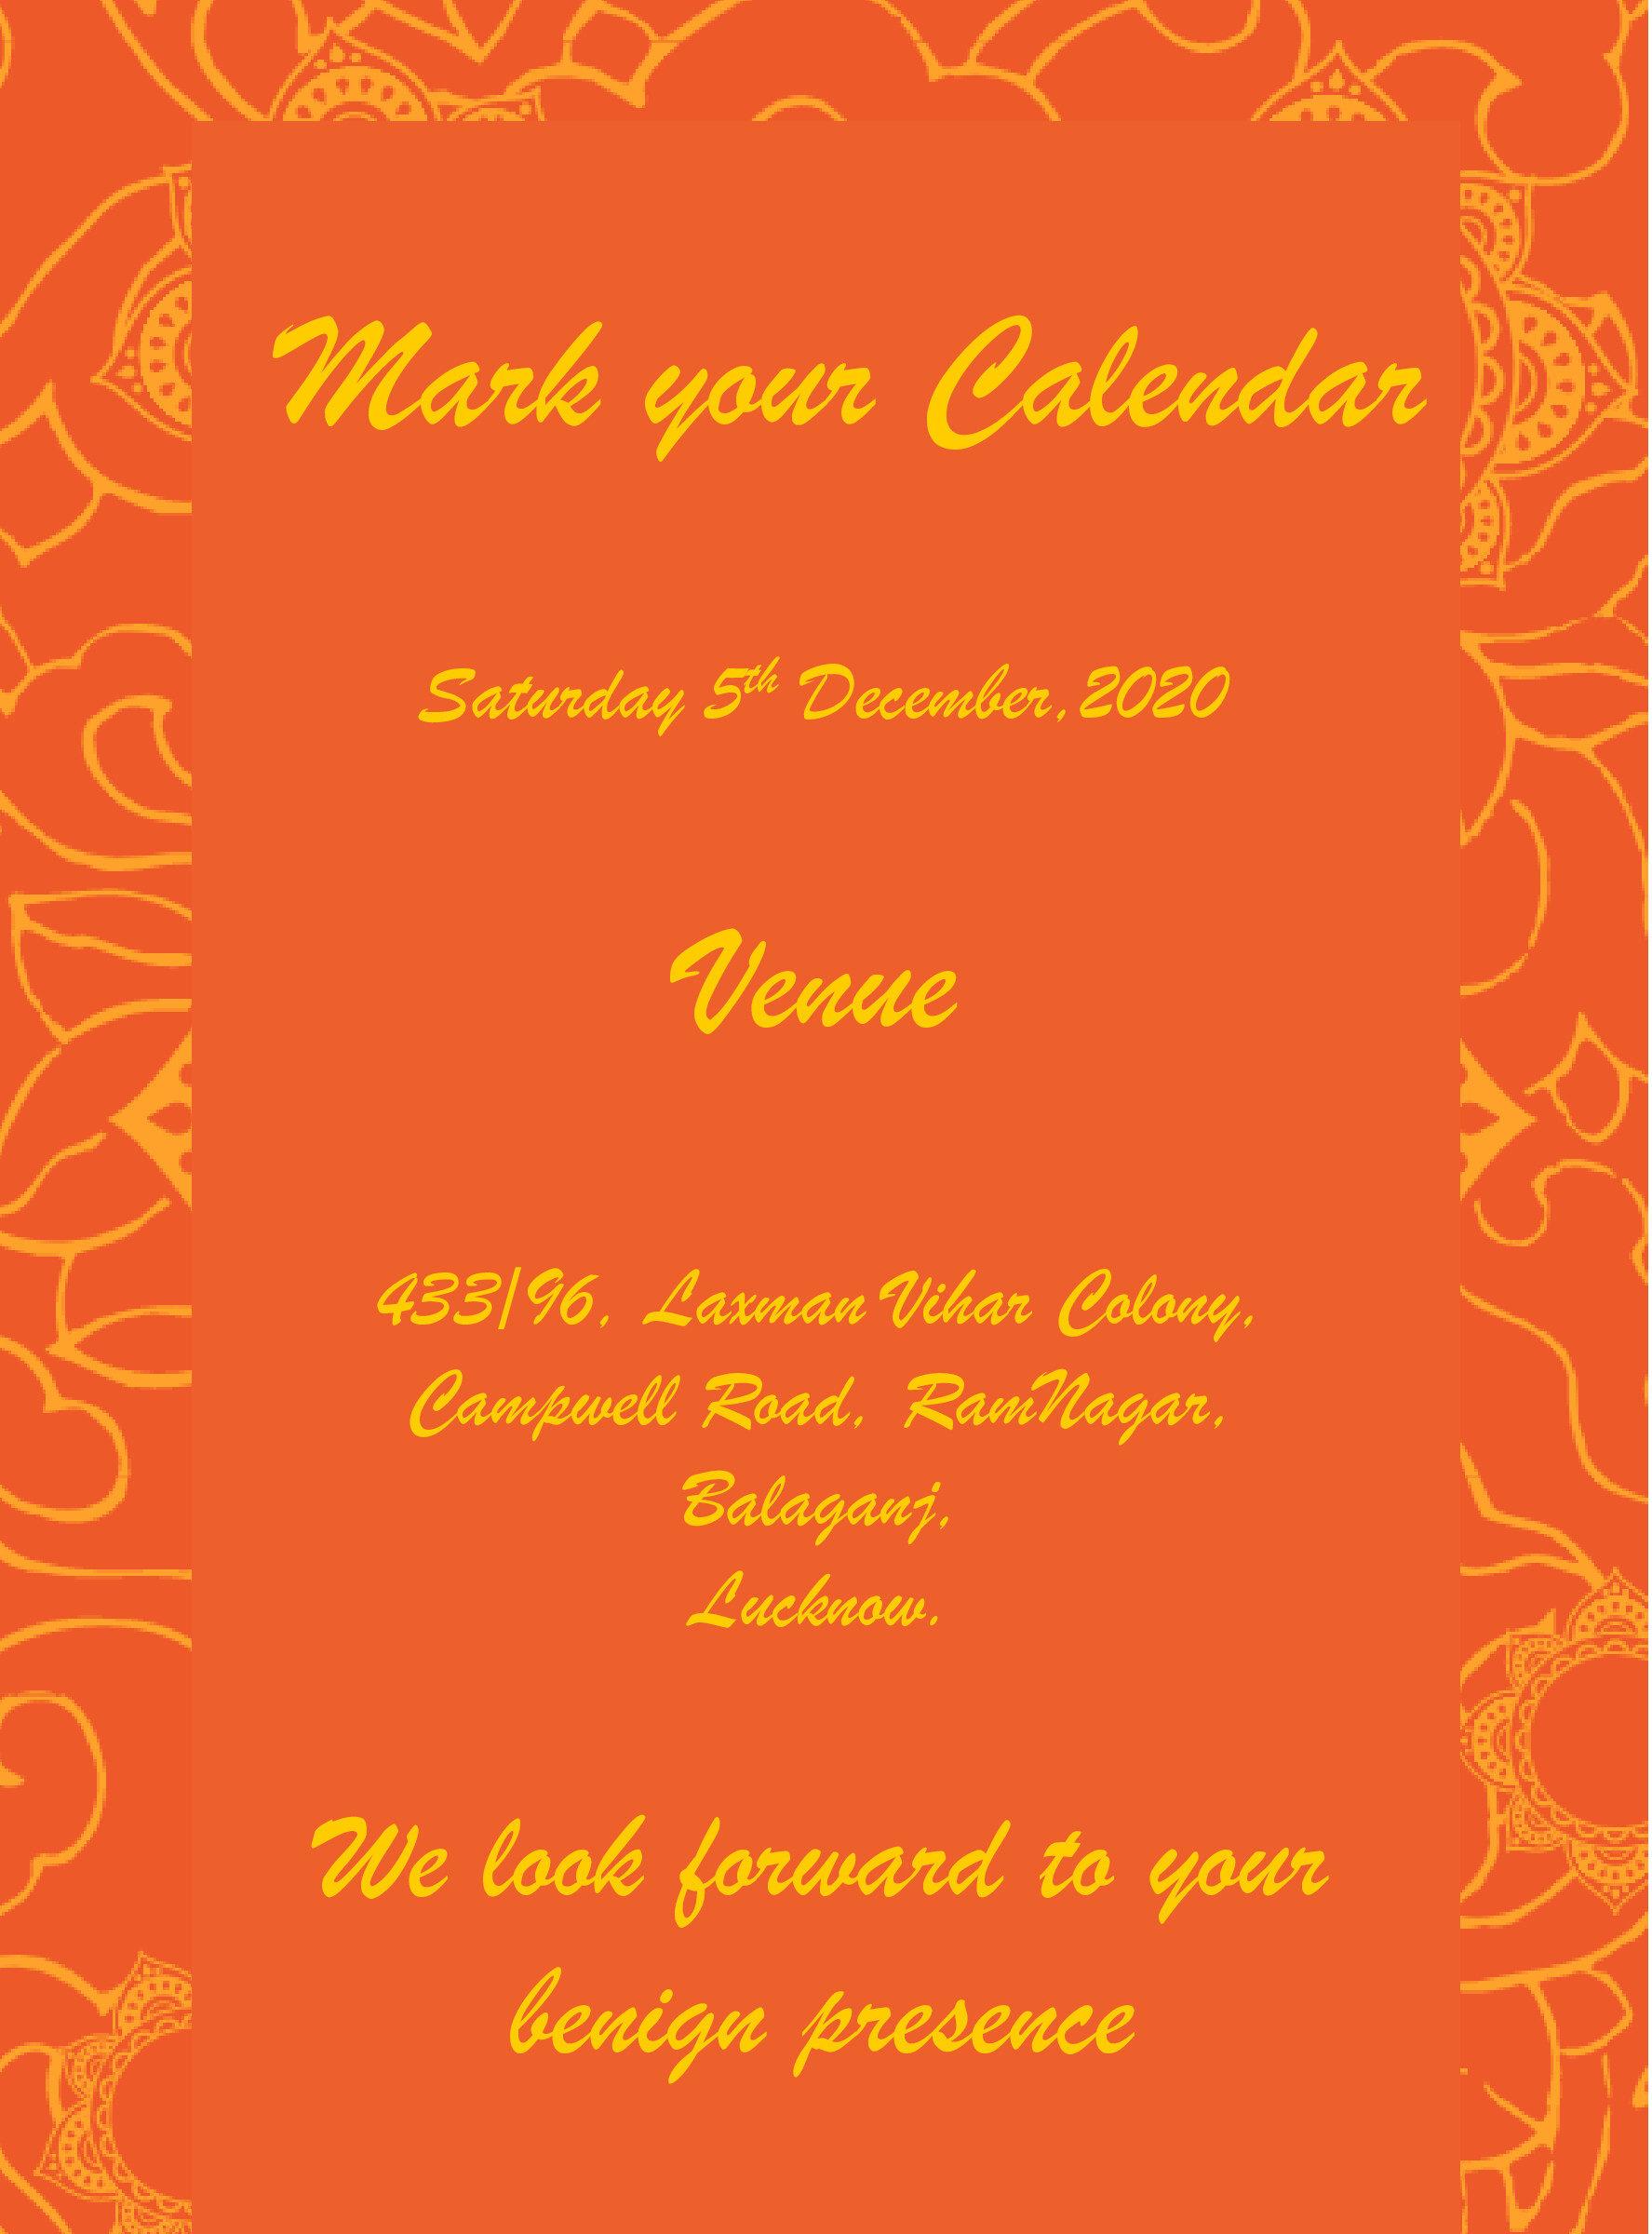 Mark your Calendar
Saturday 5th December, 2020
Venue
433/96, Laxman Vihar Colony,
Campwell Road, RamNagar,
Balaganj,
Lucknow.
We look forward to your
benign presence